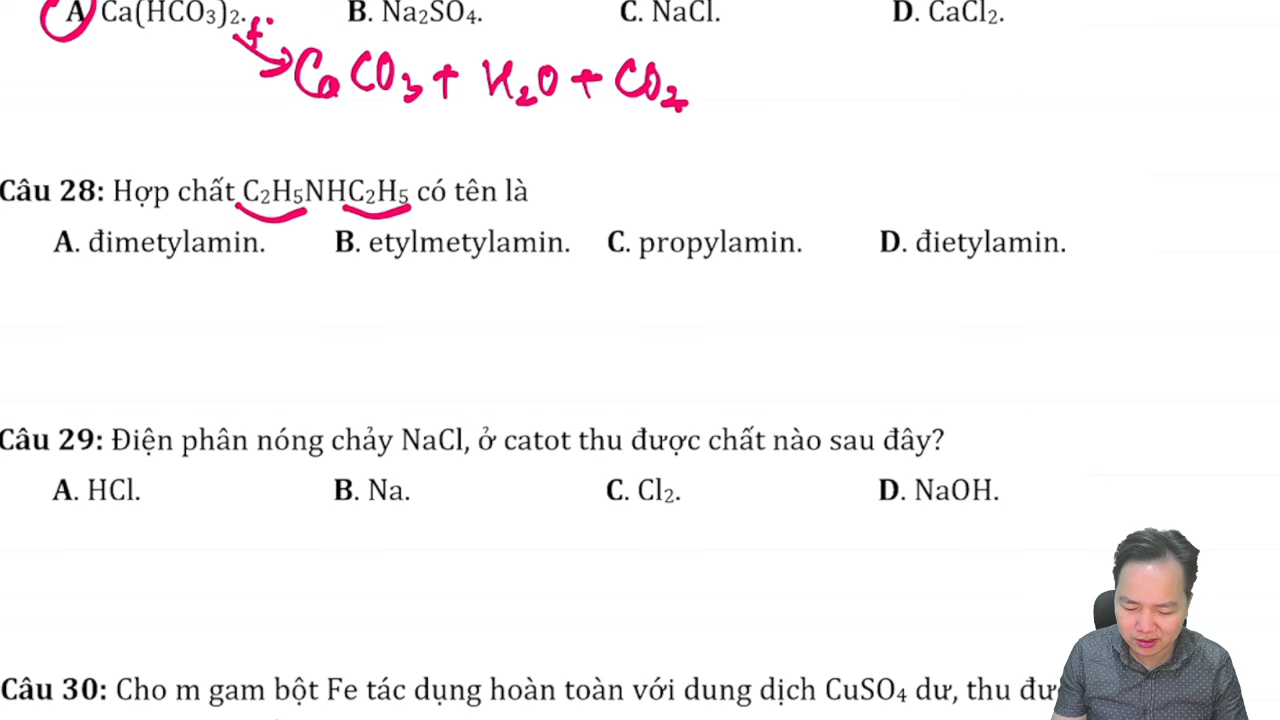 A Ca(HCO₃)₂. B. Na₂SO₄. C. NaCl. D. CaCl₂.
t° → CaCO₃ + H₂O + CO₂
Câu 28: Hợp chất C₂H₅NHC₂H₅ có tên là
A. đimetylamin. B. etylmetylamin. C. propylamin. D. đietylamin.
Câu 29: Điện phân nóng chảy NaCl, ở catot thu được chất nào sau đây?
A. HCl. B. Na. C. Cl₂. D. NaOH.
Câu 30: Cho m gam bột Fe tác dụng hoàn toàn với dung dịch CuSO₄ dư, thu